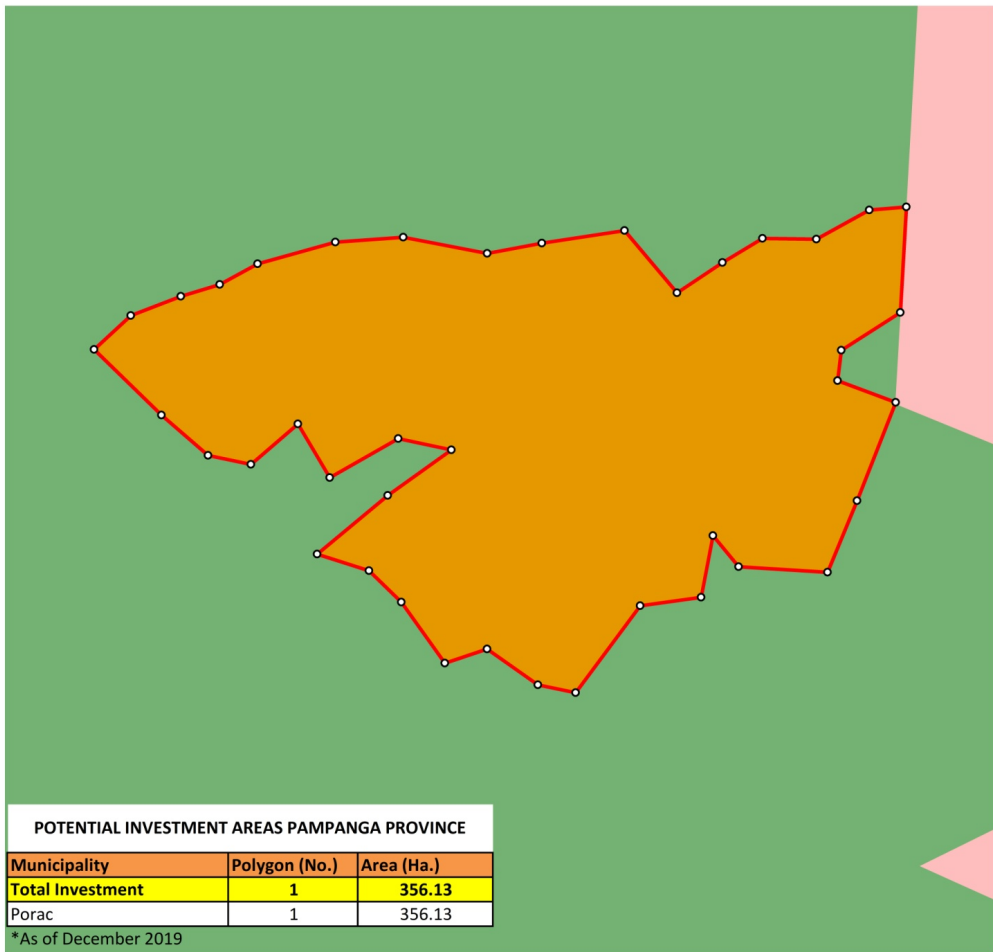 POTENTIAL INVESTMENT AREAS PAMPANGA PROVINCE
Municipality Polygon (No.) Area (Ha.)
Total Investment 1 356.13
Porac 1 356.13
*As of December 2019